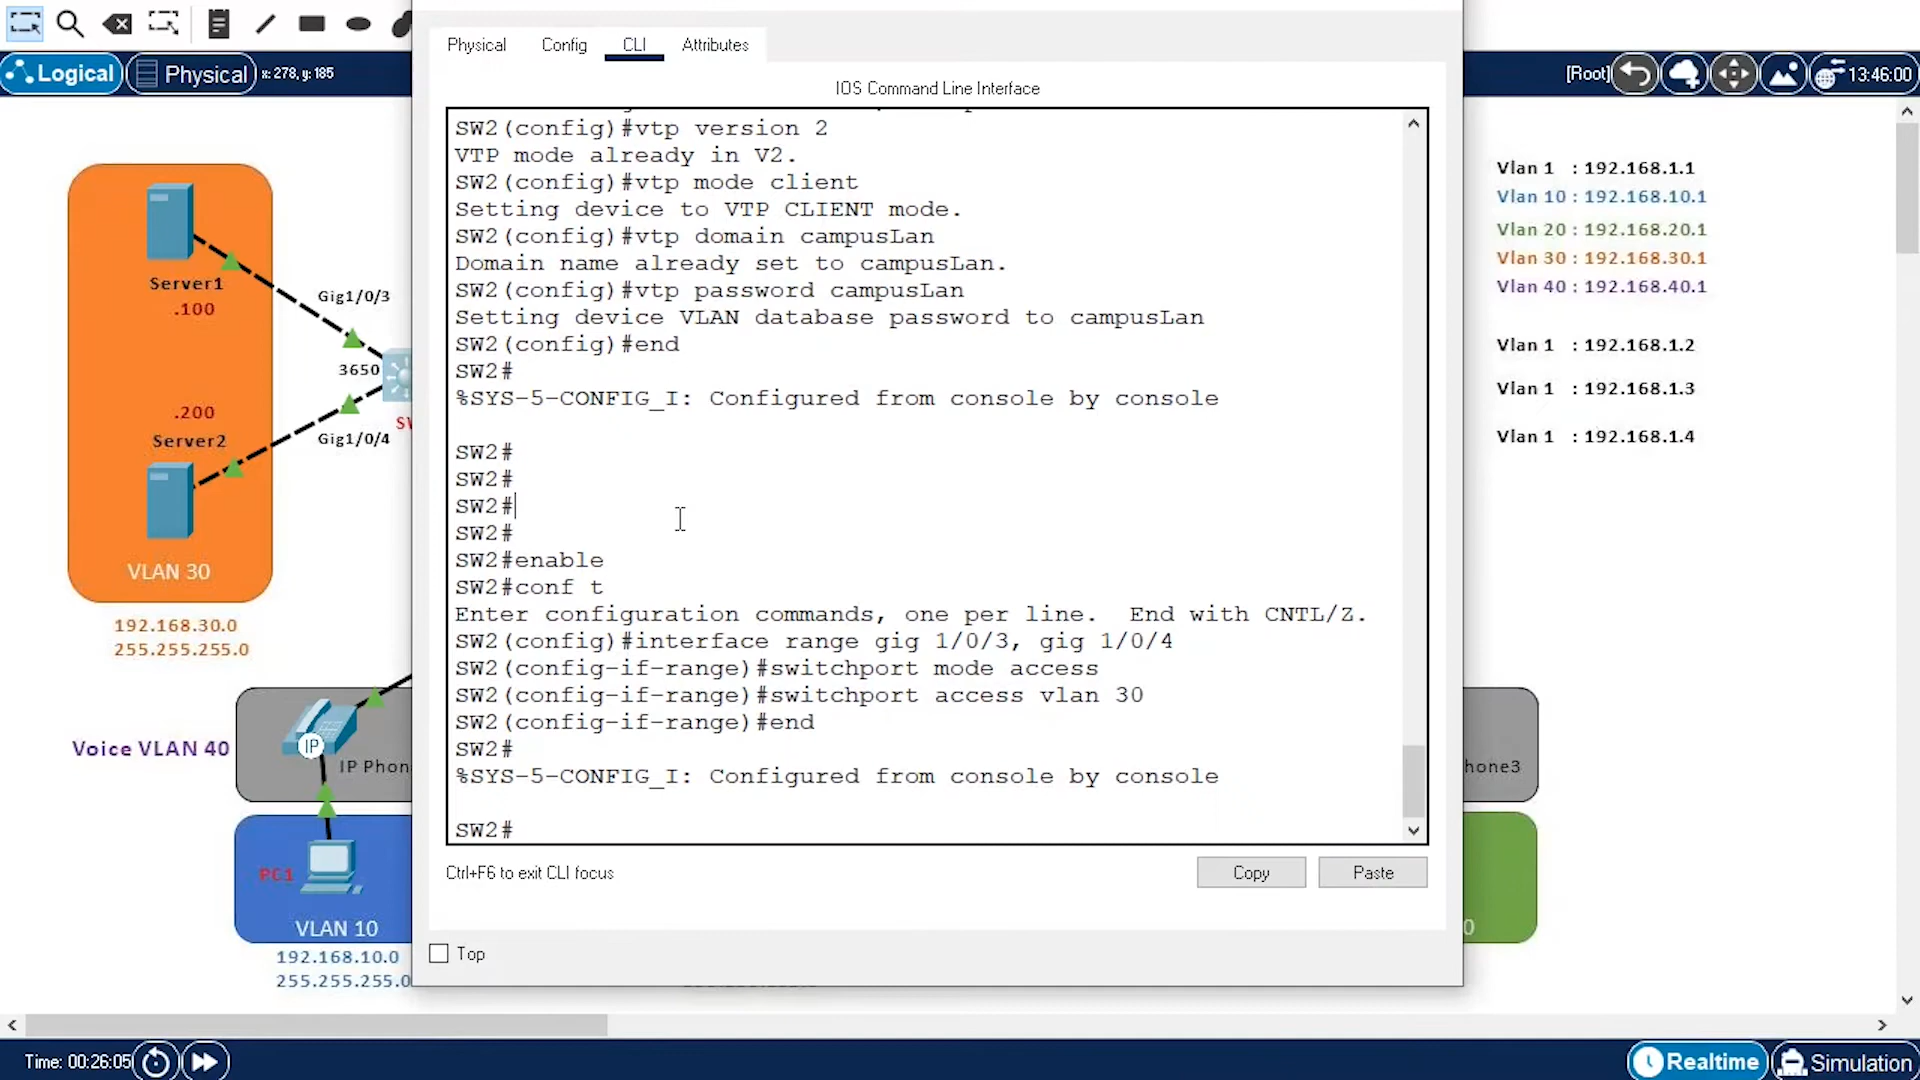 Physical
Config
CLI
Attributes
Logical
Physical
x: 278, y: 185
[Root]
13:46:00
IOS Command Line Interface
SW2(config)#vtp version 2
VTP mode already in V2.
SW2(config)#vtp mode client
Setting device to VTP CLIENT mode.
SW2(config)#vtp domain campusLan
Domain name already set to campusLan.
SW2(config)#vtp password campusLan
Setting device VLAN database password to campusLan
SW2(config)#end
SW2#
%SYS-5-CONFIG_I: Configured from console by console
SW2#
SW2#
SW2#
SW2#
SW2#enable
SW2#conf t
Enter configuration commands, one per line. End with CNTL/Z.
SW2(config)#interface range gig 1/0/3, gig 1/0/4
SW2(config-if-range)#switchport mode access
SW2(config-if-range)#switchport access vlan 30
SW2(config-if-range)#end
SW2#
%SYS-5-CONFIG_I: Configured from console by console
SW2#
Ctrl+F6 to exit CLI focus
Copy
Paste
Top
Server1
.100
Gig1/0/3
3650
.200
Server2
Gig1/0/4
VLAN 30
192.168.30.0
255.255.255.0
Voice VLAN 40
IP
IP Phon
PC1
VLAN 10
192.168.10.0
255.255.255.0
Vlan 1 : 192.168.1.1
Vlan 10 : 192.168.10.1
Vlan 20 : 192.168.20.1
Vlan 30 : 192.168.30.1
Vlan 40 : 192.168.40.1
Vlan 1 : 192.168.1.2
Vlan 1 : 192.168.1.3
Vlan 1 : 192.168.1.4
hone3
0
Time: 00:26:05
Realtime
Simulation